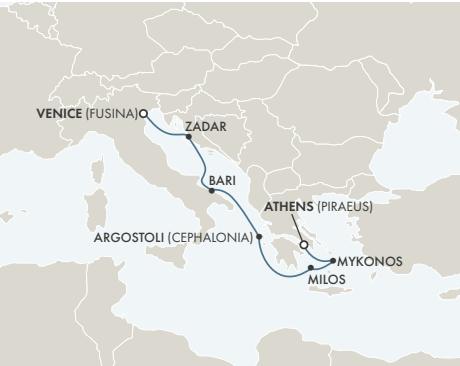 VENICE (FUSINA)
ZADAR
BARI
ATHENS (PIRAEUS)
ARGOSTOLI (CEPHALONIA)
MYKONOS
MILOS